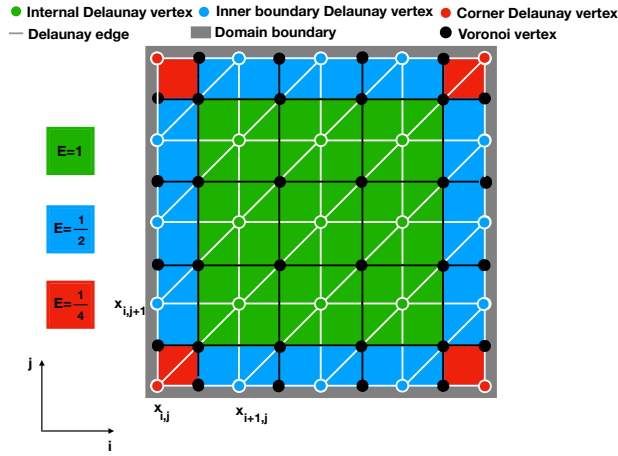 Internal Delaunay vertex Inner boundary Delaunay vertex Corner Delaunay vertex
Delaunay edge Domain boundary Voronoi vertex
E=1
E=1/2
E=1/4
x_{i,j+1}
j
x_{i,j} x_{i+1,j}
i